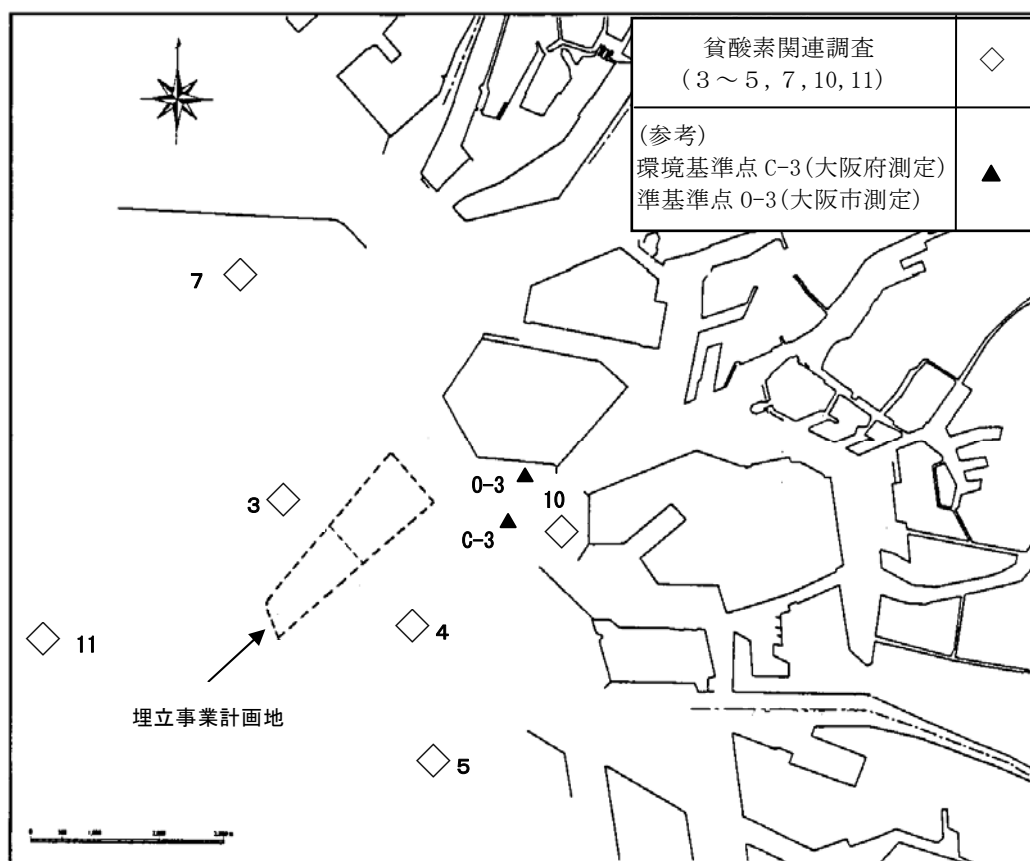 貧酸素関連調査
(3～5, 7, 10, 11)
(参考)
環境基準点 C-3(大阪府測定)
準基準点 O-3(大阪市測定)
7
3
O-3
10
C-3
4
11
埋立事業計画地
5